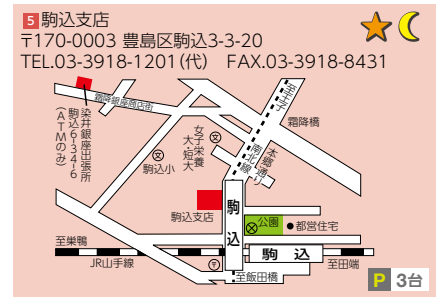 5 駒込支店
〒170-0003 豊島区駒込3-3-20
TEL.03-3918-1201(代) FAX.03-3918-8431
霜降銀座商店街
染井銀座出張所
駒込6-34-6
(ATMのみ)
至王子
霜降橋
女子栄養
大・短大
文
駒込小
本郷通り
南北線
駒込支店
駒込
公園
都営住宅
至巣鴨
JR山手線
駒込
至田端
〒
至飯田橋
P 3台